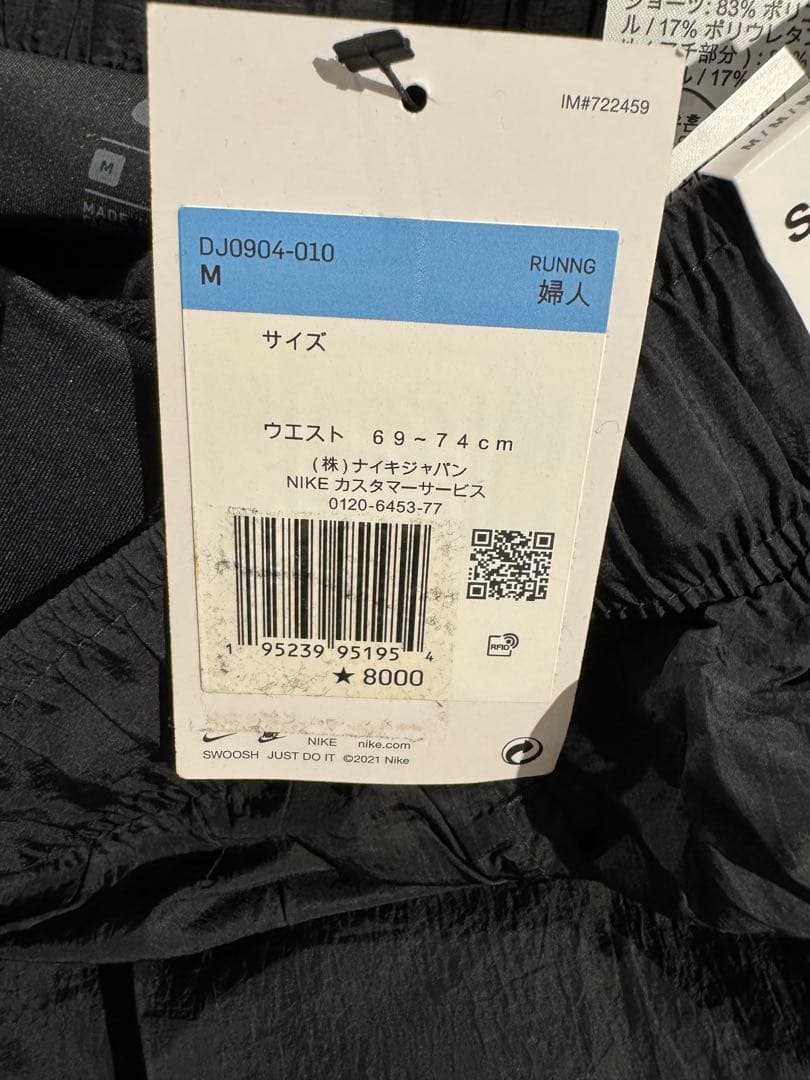 ショーツ: 83% ポリ
ル / 17% ポリウレタン
IM#722459
M
MADE
DJ0904-010
M
RUNNG
婦人
サイズ
ウエスト 69~74cm
(株)ナイキジャパン
NIKE カスタマーサービス
0120-6453-77
1 95239 95195 4
★ 8000
RFID
NIKE nike.com
SWOOSH JUST DO IT ©2021 Nike